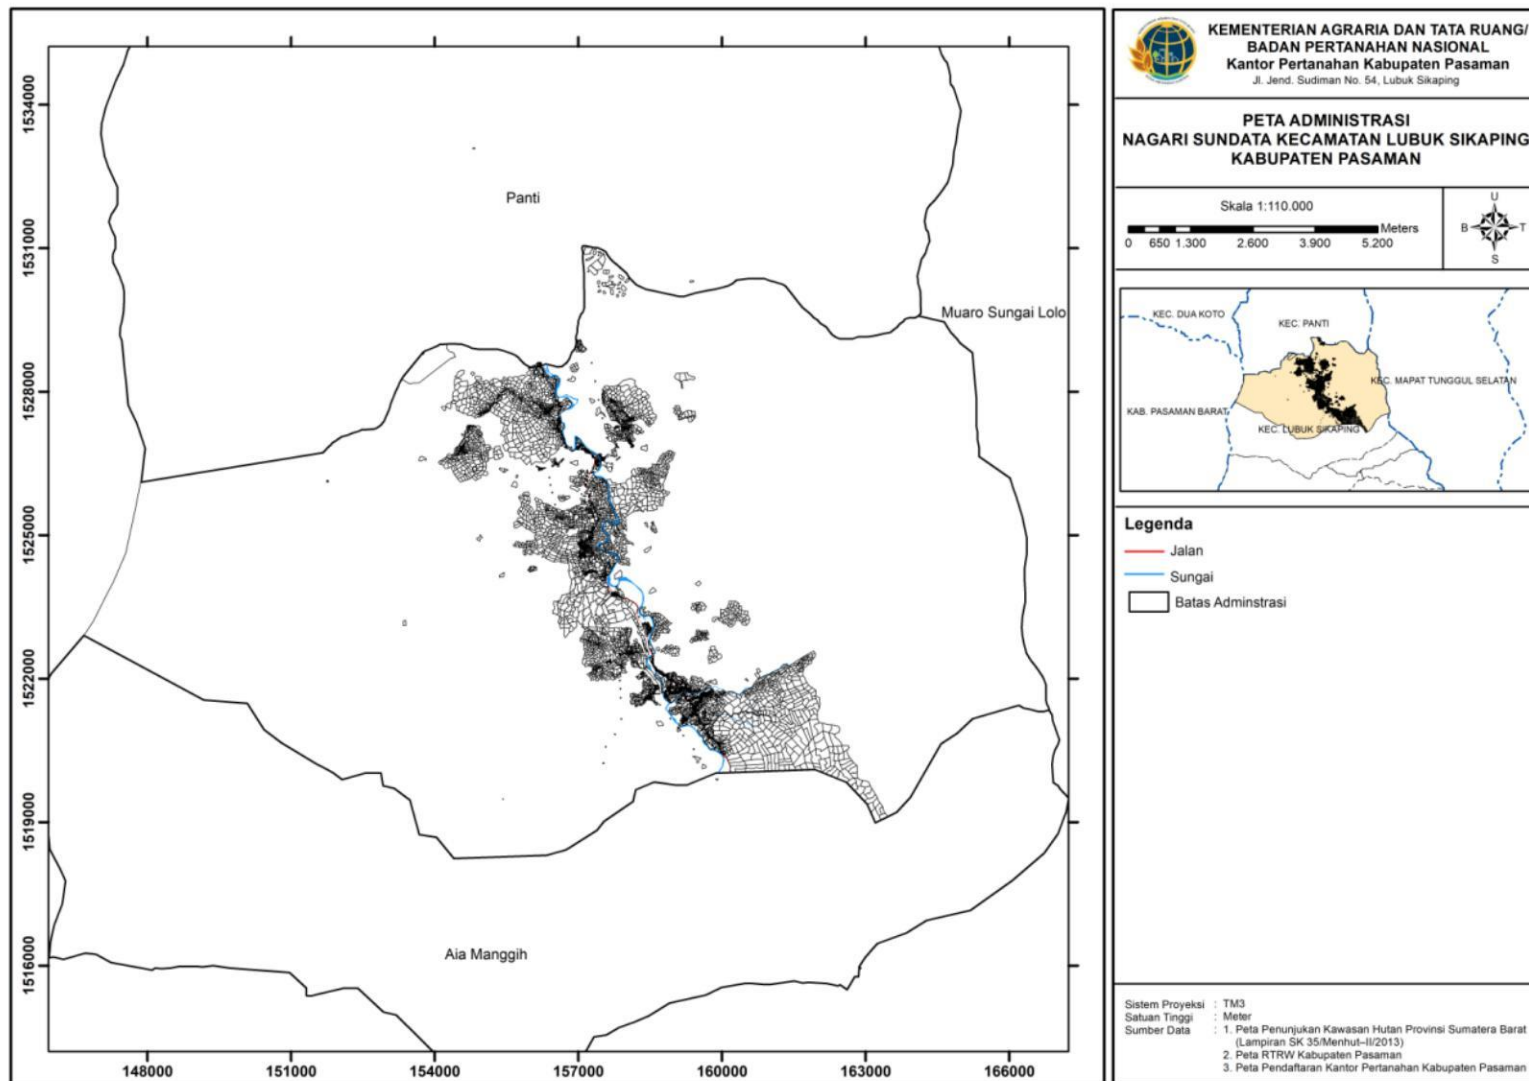 1534000
1531000
1528000
1525000
1522000
1519000
1516000
148000
151000
154000
157000
160000
163000
166000
Panti
Muaro Sungai Lolo
Aia Manggih
KEMENTERIAN AGRARIA DAN TATA RUANG/
BADAN PERTANAHAN NASIONAL
Kantor Pertanahan Kabupaten Pasaman
Jl. Jend. Sudiman No. 54, Lubuk Sikaping
PETA ADMINISTRASI
NAGARI SUNDATA KECAMATAN LUBUK SIKAPING
KABUPATEN PASAMAN
Skala 1:110.000
Meters
0 650 1.300 2.600 3.900 5.200
U
B T
S
KEC. DUA KOTO
KEC. PANTI
KEC. MAPAT TUNGGUL SELATAN
KAB. PASAMAN BARAT
KEC. LUBUK SIKAPING
Legenda
Jalan
Sungai
Batas Adminstrasi
Sistem Proyeksi : TM3
Satuan Tinggi : Meter
Sumber Data : 1. Peta Penunjukan Kawasan Hutan Provinsi Sumatera Barat
(Lampiran SK 35/Menhut–II/2013)
2. Peta RTRW Kabupaten Pasaman
3. Peta Pendaftaran Kantor Pertanahan Kabupaten Pasaman